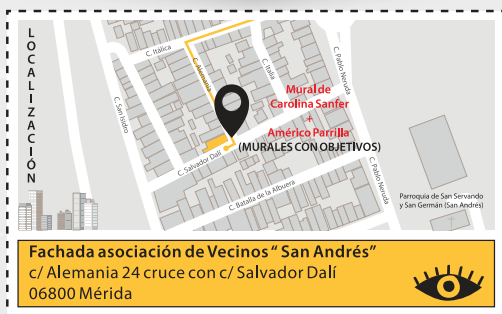 LOCALIZACIÓN
C. Itálica
C. Alemania
C. Italia
C. Pablo Neruda
C. San Isidro
Mural de
Carolina Sanfer
+
Américo Parrilla
(MURALES CON OBJETIVOS)
C. Salvador Dalí
C. Batalla de la Albuera
C. Pablo Neruda
Parroquia de San Servando
y San Germán (San Andrés)
Fachada asociación de Vecinos “ San Andrés”
c/ Alemania 24 cruce con c/ Salvador Dalí
06800 Mérida